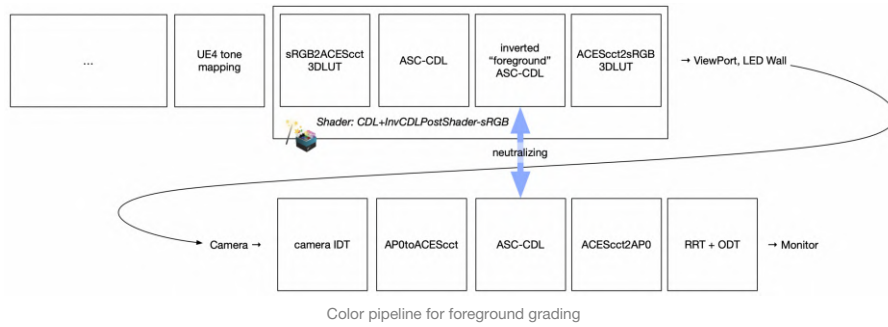 ...
UE4 tone
mapping
sRGB2ACEScct
3DLUT
ASC-CDL
inverted
“foreground”
ASC-CDL
ACEScct2sRGB
3DLUT
→ ViewPort, LED Wall
Shader: CDL+InvCDLPostShader-sRGB
neutralizing
Camera →
camera IDT
AP0toACEScct
ASC-CDL
ACEScct2AP0
RRT + ODT
→ Monitor
Color pipeline for foreground grading